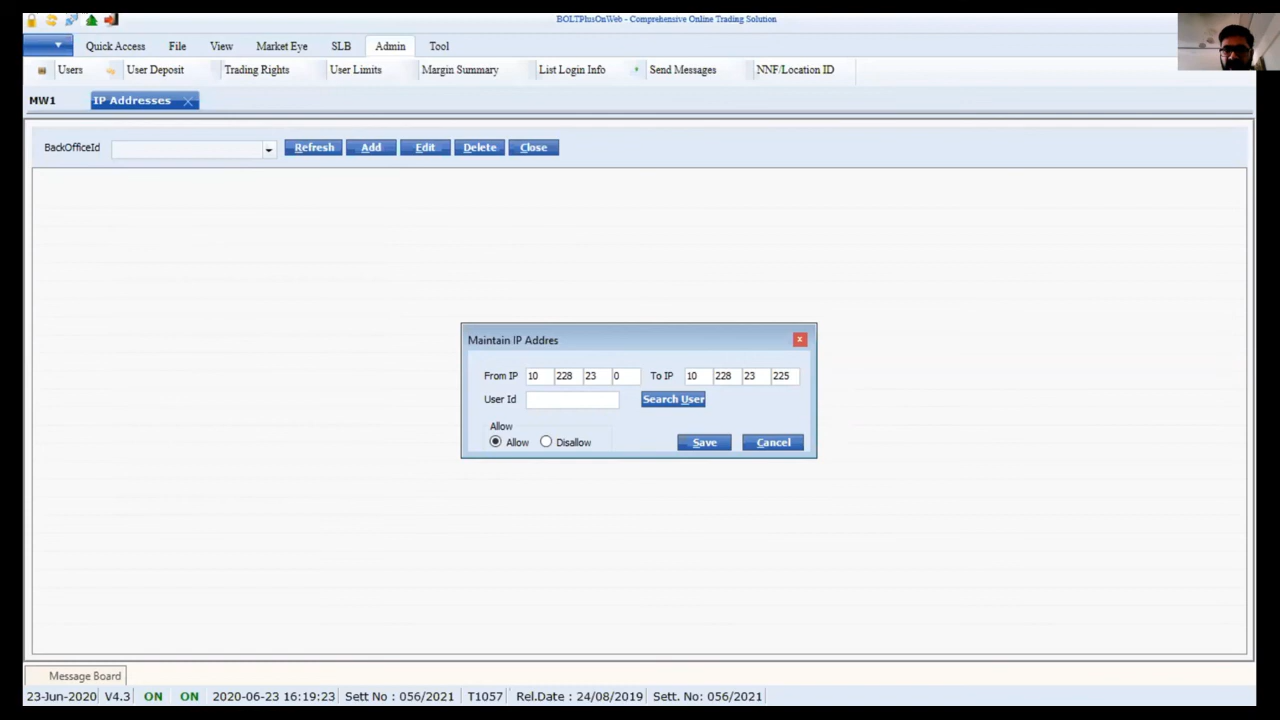 BOLTPlusOnWeb - Comprehensive Online Trading Solution
Quick Access File View Market Eye SLB Admin Tool
Users User Deposit Trading Rights User Limits Margin Summary List Login Info Send Messages NNF/Location ID
MW1 IP Addresses
BackOfficeId Refresh Add Edit Delete Close
Maintain IP Addres
From IP 10 228 23 0 To IP 10 228 23 225
User Id Search User
Allow
Allow Disallow Save Cancel
Message Board
23-Jun-2020 V4.3 ON ON 2020-06-23 16:19:23 Sett No : 056/2021 T1057 Rel.Date : 24/08/2019 Sett. No: 056/2021